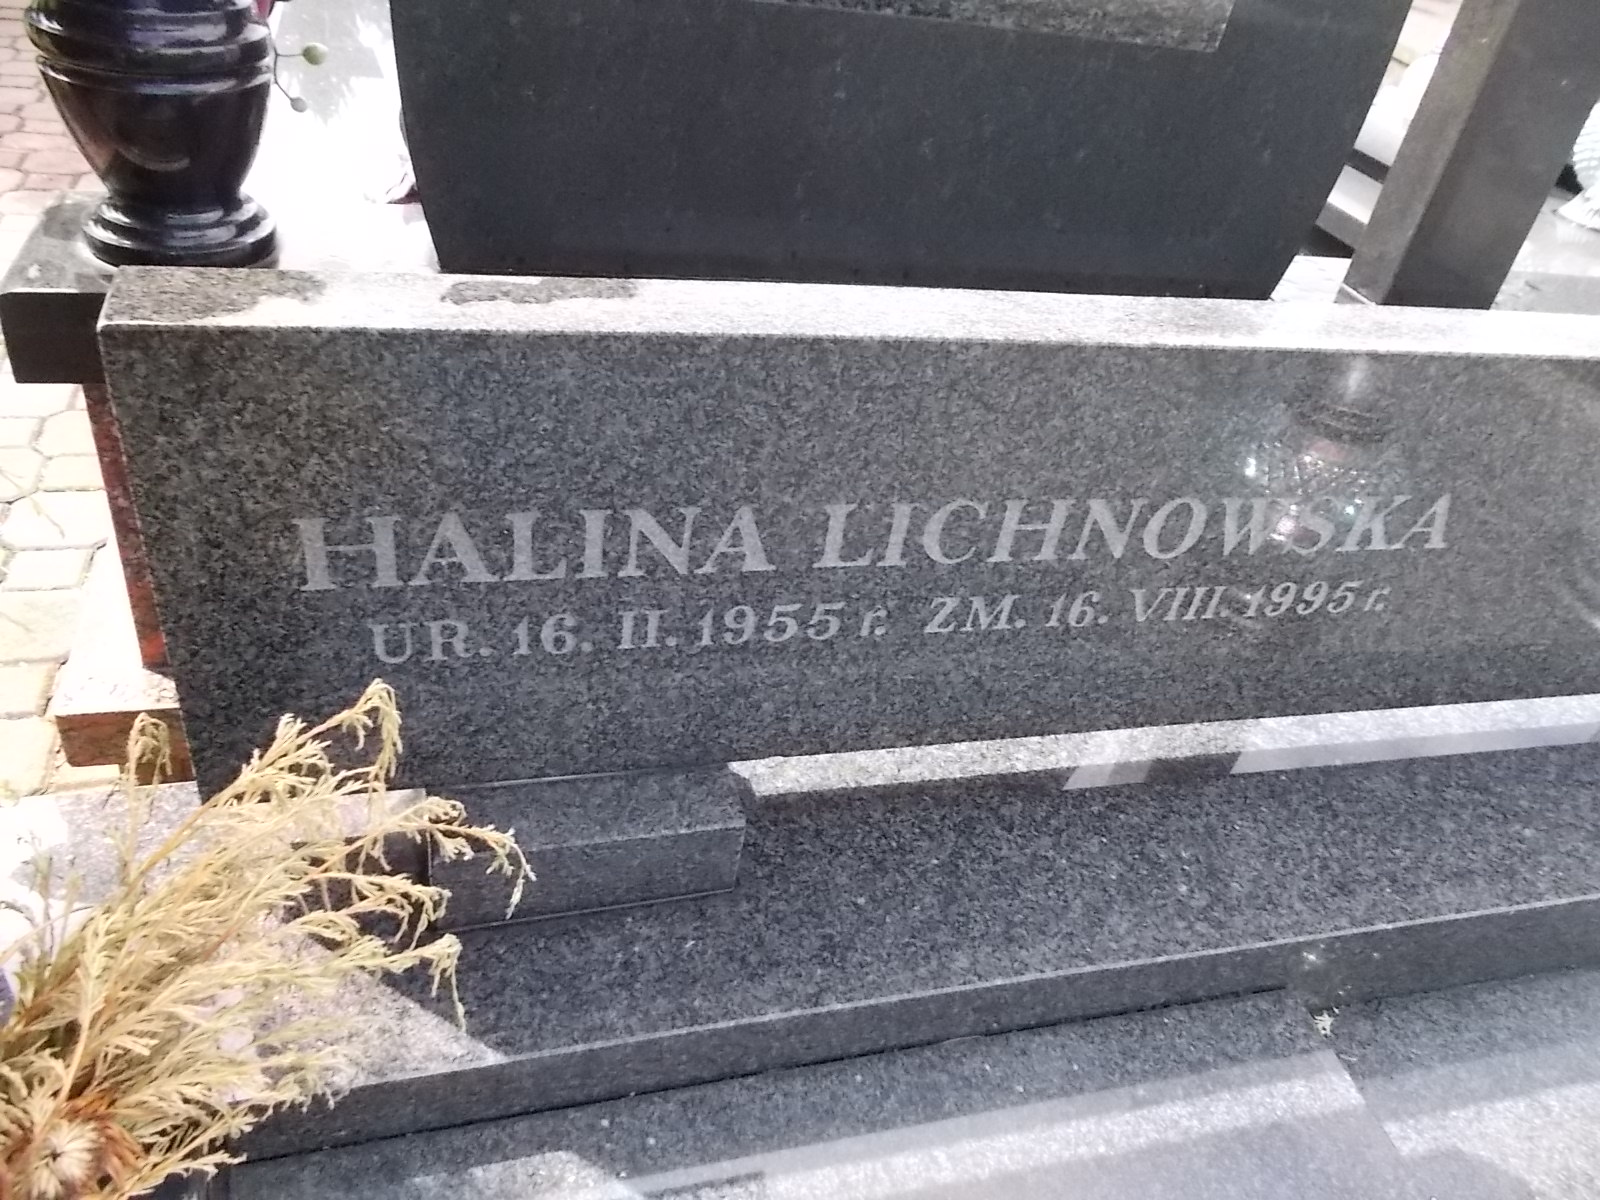 HALINA LICHNOWSKA
UR. 16. II. 1955 r. ZM. 16. VIII. 1995 r.